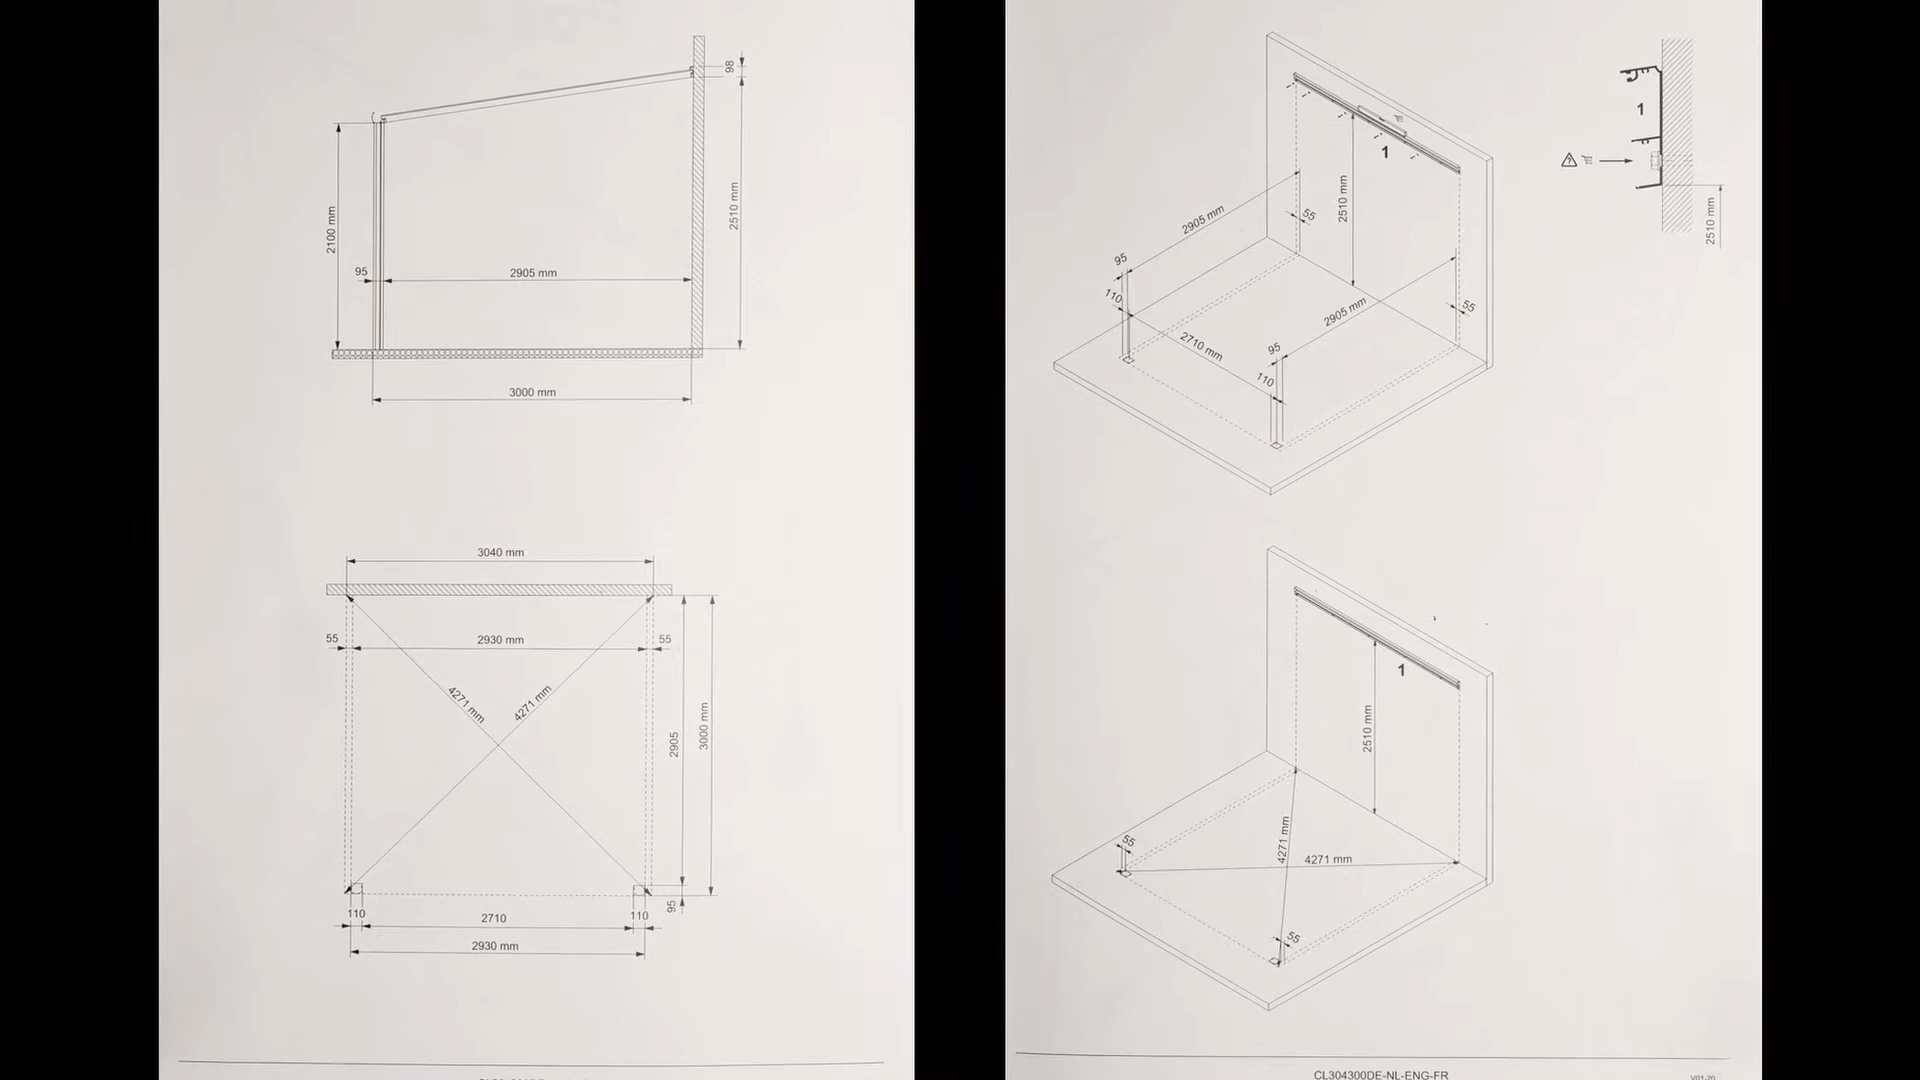 98
2100 mm
2510 mm
95
2905 mm
3000 mm
3040 mm
55
2930 mm
55
4271 mm
4271 mm
2905
3000 mm
110
2710
110
95
2930 mm
1
2905 mm
55
2510 mm
95
110
2710 mm
2905 mm
55
95
110
1
2510 mm
1
2510 mm
55
4271 mm
4271 mm
55
CL304300DE-NL-ENG-FR
V01-20